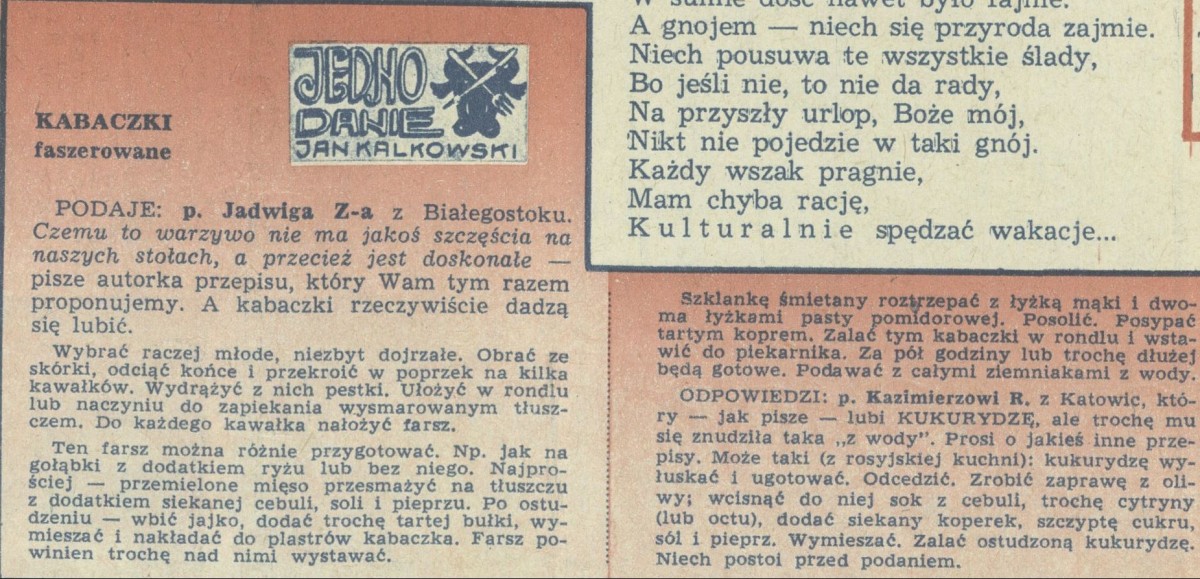 JEDNO
DANIE
JAN KALKOWSKI
KABACZKI
faszerowane
PODAJE: p. Jadwiga Z-a z Białegostoku.
Czemu to warzywo nie ma jakoś szczęścia na
naszych stołach, a przecież jest doskonałe —
pisze autorka przepisu, który Wam tym razem
proponujemy. A kabaczki rzeczywiście dadzą
się lubić.
Wybrać raczej młode, niezbyt dojrzałe. Obrać ze
skórki, odciąć końce i przekroić w poprzek na kilka
kawałków. Wydrążyć z nich pestki. Ułożyć w rondlu
lub naczyniu do zapiekania wysmarowanym tłusz-
czem. Do każdego kawałka nałożyć farsz.
Ten farsz można różnie przygotować. Np. jak na
gołąbki z dodatkiem ryżu lub bez niego. Najpro-
ściej — przemielone mięso przesmażyć na tłuszczu
z dodatkiem siekanej cebuli, soli i pieprzu. Po ostu-
dzeniu — wbić jajko, dodać trochę tartej bułki, wy-
mieszać i nakładać do plastrów kabaczka. Farsz po-
winien trochę nad nimi wystawać.
W sumie dość nawet było fajnie.
A gnojem — niech się przyroda zajmie.
Niech pousuwa te wszystkie ślady,
Bo jeśli nie, to nie da rady,
Na przyszły urlop, Boże mój,
Nikt nie pojedzie w taki gnój.
Każdy wszak pragnie,
Mam chyba rację,
Kulturalnie spędzać wakacje...
Szklankę śmietany roztrzepać z łyżką mąki i dwo-
ma łyżkami pasty pomidorowej. Posolić. Posypać
tartym koprem. Zalać tym kabaczki w rondlu i wsta-
wić do piekarnika. Za pół godziny lub trochę dłużej
będą gotowe. Podawać z całymi ziemniakami z wody.
ODPOWIEDZI: p. Kazimierzowi R. z Katowic, któ-
ry — jak pisze — lubi KUKURYDZĘ, ale trochę mu
się znudziła taka „z wody". Prosi o jakieś inne prze-
pisy. Może taki (z rosyjskiej kuchni): kukurydzę wy-
łuskać i ugotować. Odcedzić. Zrobić zaprawę z oli-
wy; wcisnąć do niej sok z cebuli, trochę cytryny
(lub octu), dodać siekany koperek, szczyptę cukru,
sól i pieprz. Wymieszać. Zalać ostudzoną kukurydzę.
Niech postoi przed podaniem.